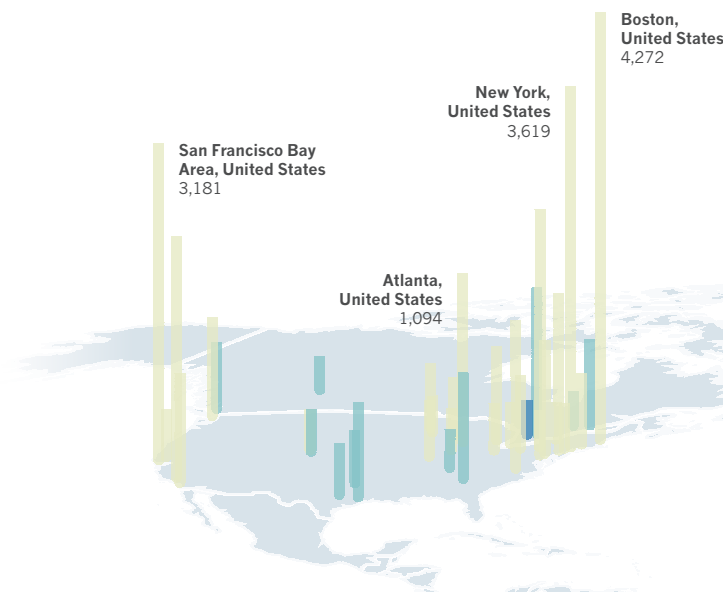 Boston,
United States
4,272
New York,
United States
3,619
San Francisco Bay
Area, United States
3,181
Atlanta,
United States
1,094